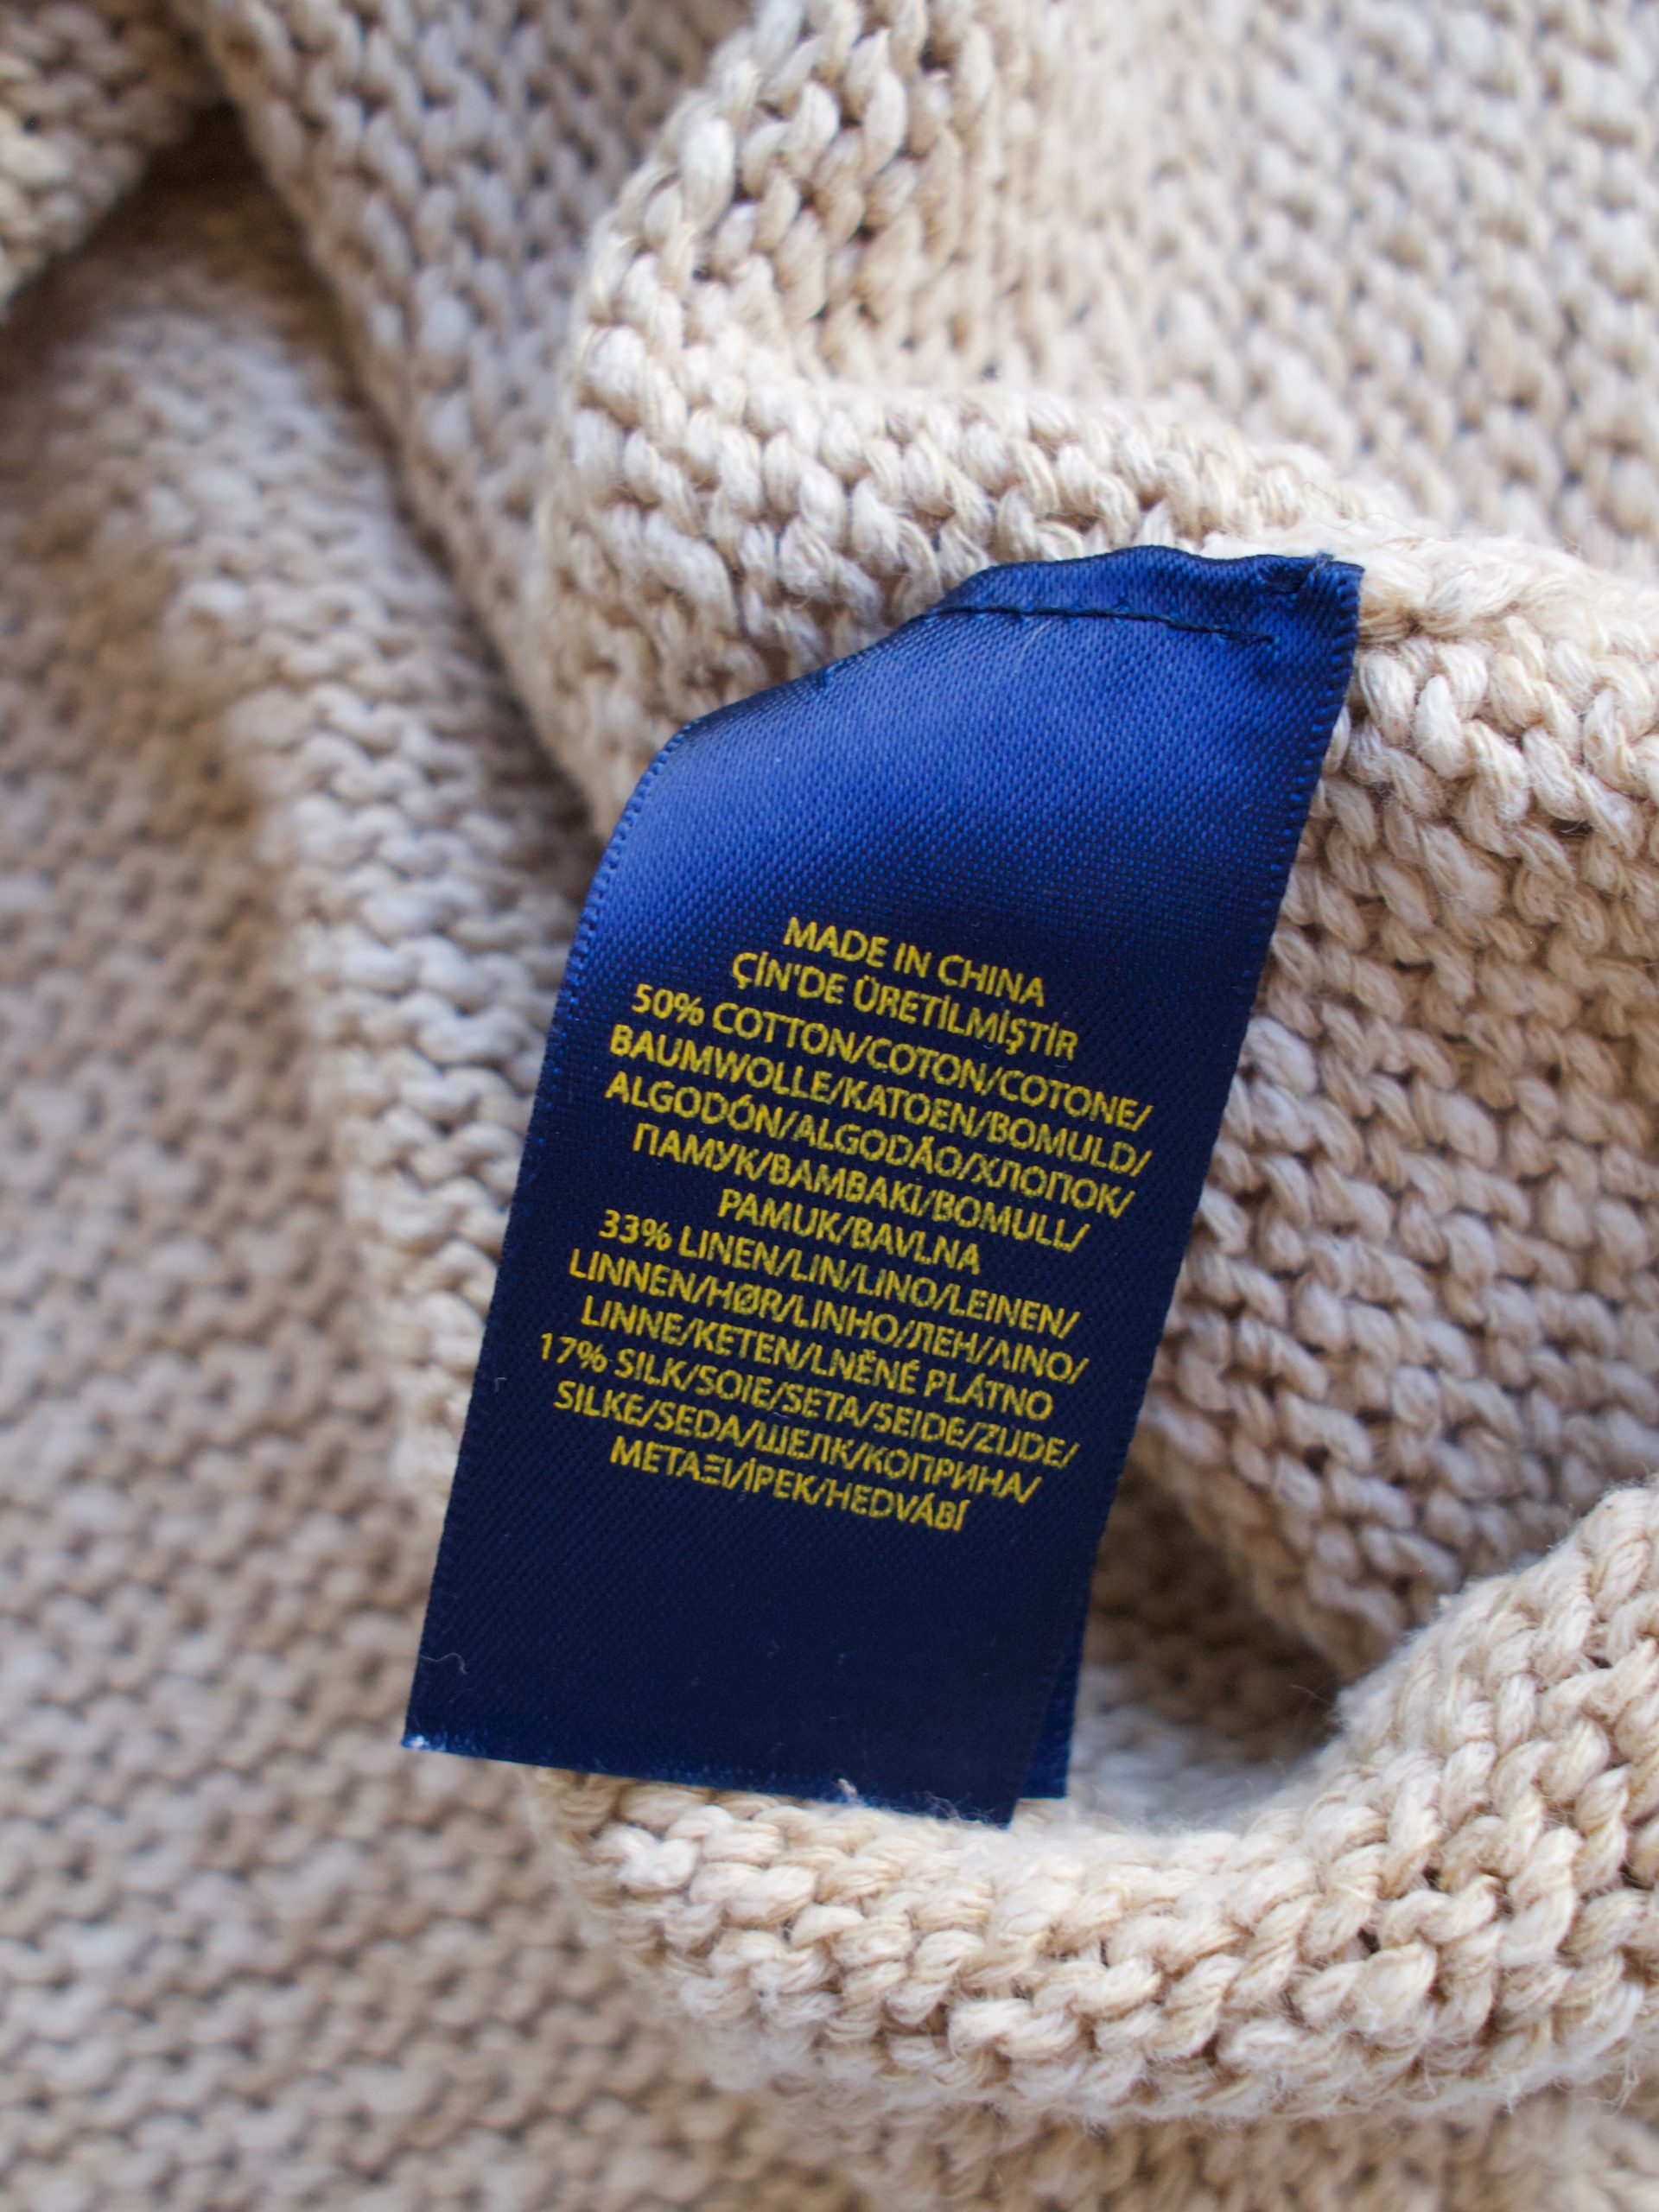 MADE IN CHINA
ÇİN'DE ÜRETİLMİŞTİR
50% COTTON/COTON/COTONE/
BAUMWOLLE/KATOEN/BOMULD/
ALGODÓN/ALGODÃO/ХЛОПОК/
ПАМУК/BAMBAKI/BOMULL/
PAMUK/BAVLNA
33% LINEN/LIN/LINO/LEINEN/
LINNEN/HØR/LINHO/ЛЕН/ΛΙΝΟ/
LINNE/KETEN/LNĚNÉ PLÁTNO
17% SILK/SOIE/SETA/SEIDE/ZIJDE/
SILKE/SEDA/ШЕЛК/КОПРИНА/
ΜΕΤΑΞΙ/İPEK/HEDVÁBÍ